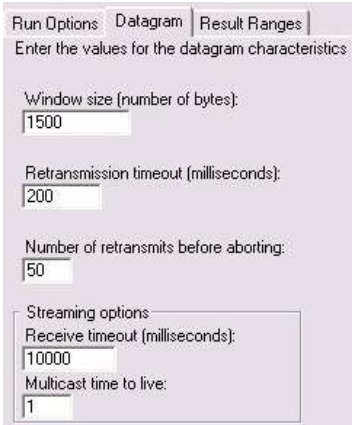 Run Options Datagram Result Ranges
Enter the values for the datagram characteristics
Window size (number of bytes):
1500
Retransmission timeout (milliseconds):
200
Number of retransmits before aborting:
50
Streaming options
Receive timeout (milliseconds):
10000
Multicast time to live:
1